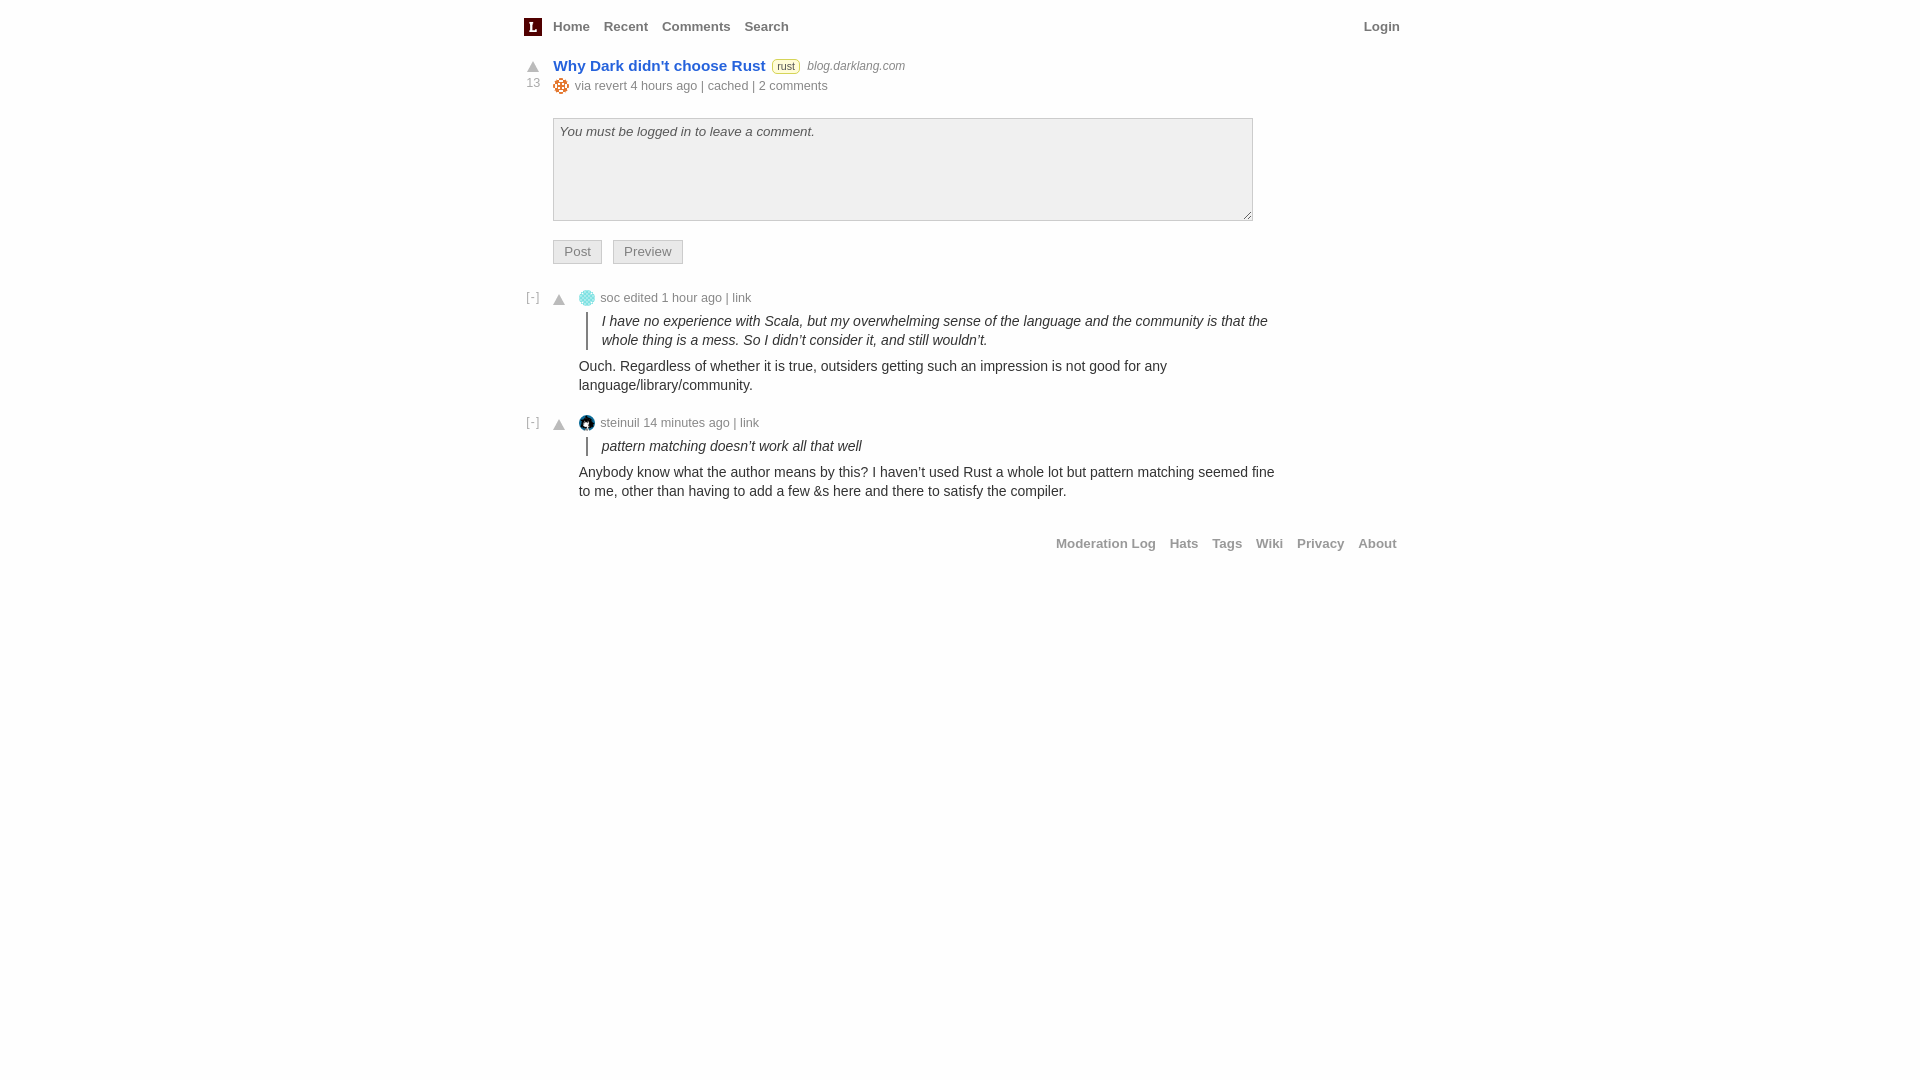 L Home Recent Comments Search Login
Why Dark didn't choose Rust rust blog.darklang.com
13
via revert 4 hours ago | cached | 2 comments
You must be logged in to leave a comment.
Post Preview
[-] soc edited 1 hour ago | link
I have no experience with Scala, but my overwhelming sense of the language and the community is that the
whole thing is a mess. So I didn’t consider it, and still wouldn’t.
Ouch. Regardless of whether it is true, outsiders getting such an impression is not good for any
language/library/community.
[-] steinuil 14 minutes ago | link
pattern matching doesn’t work all that well
Anybody know what the author means by this? I haven’t used Rust a whole lot but pattern matching seemed fine
to me, other than having to add a few &s here and there to satisfy the compiler.
Moderation Log Hats Tags Wiki Privacy About